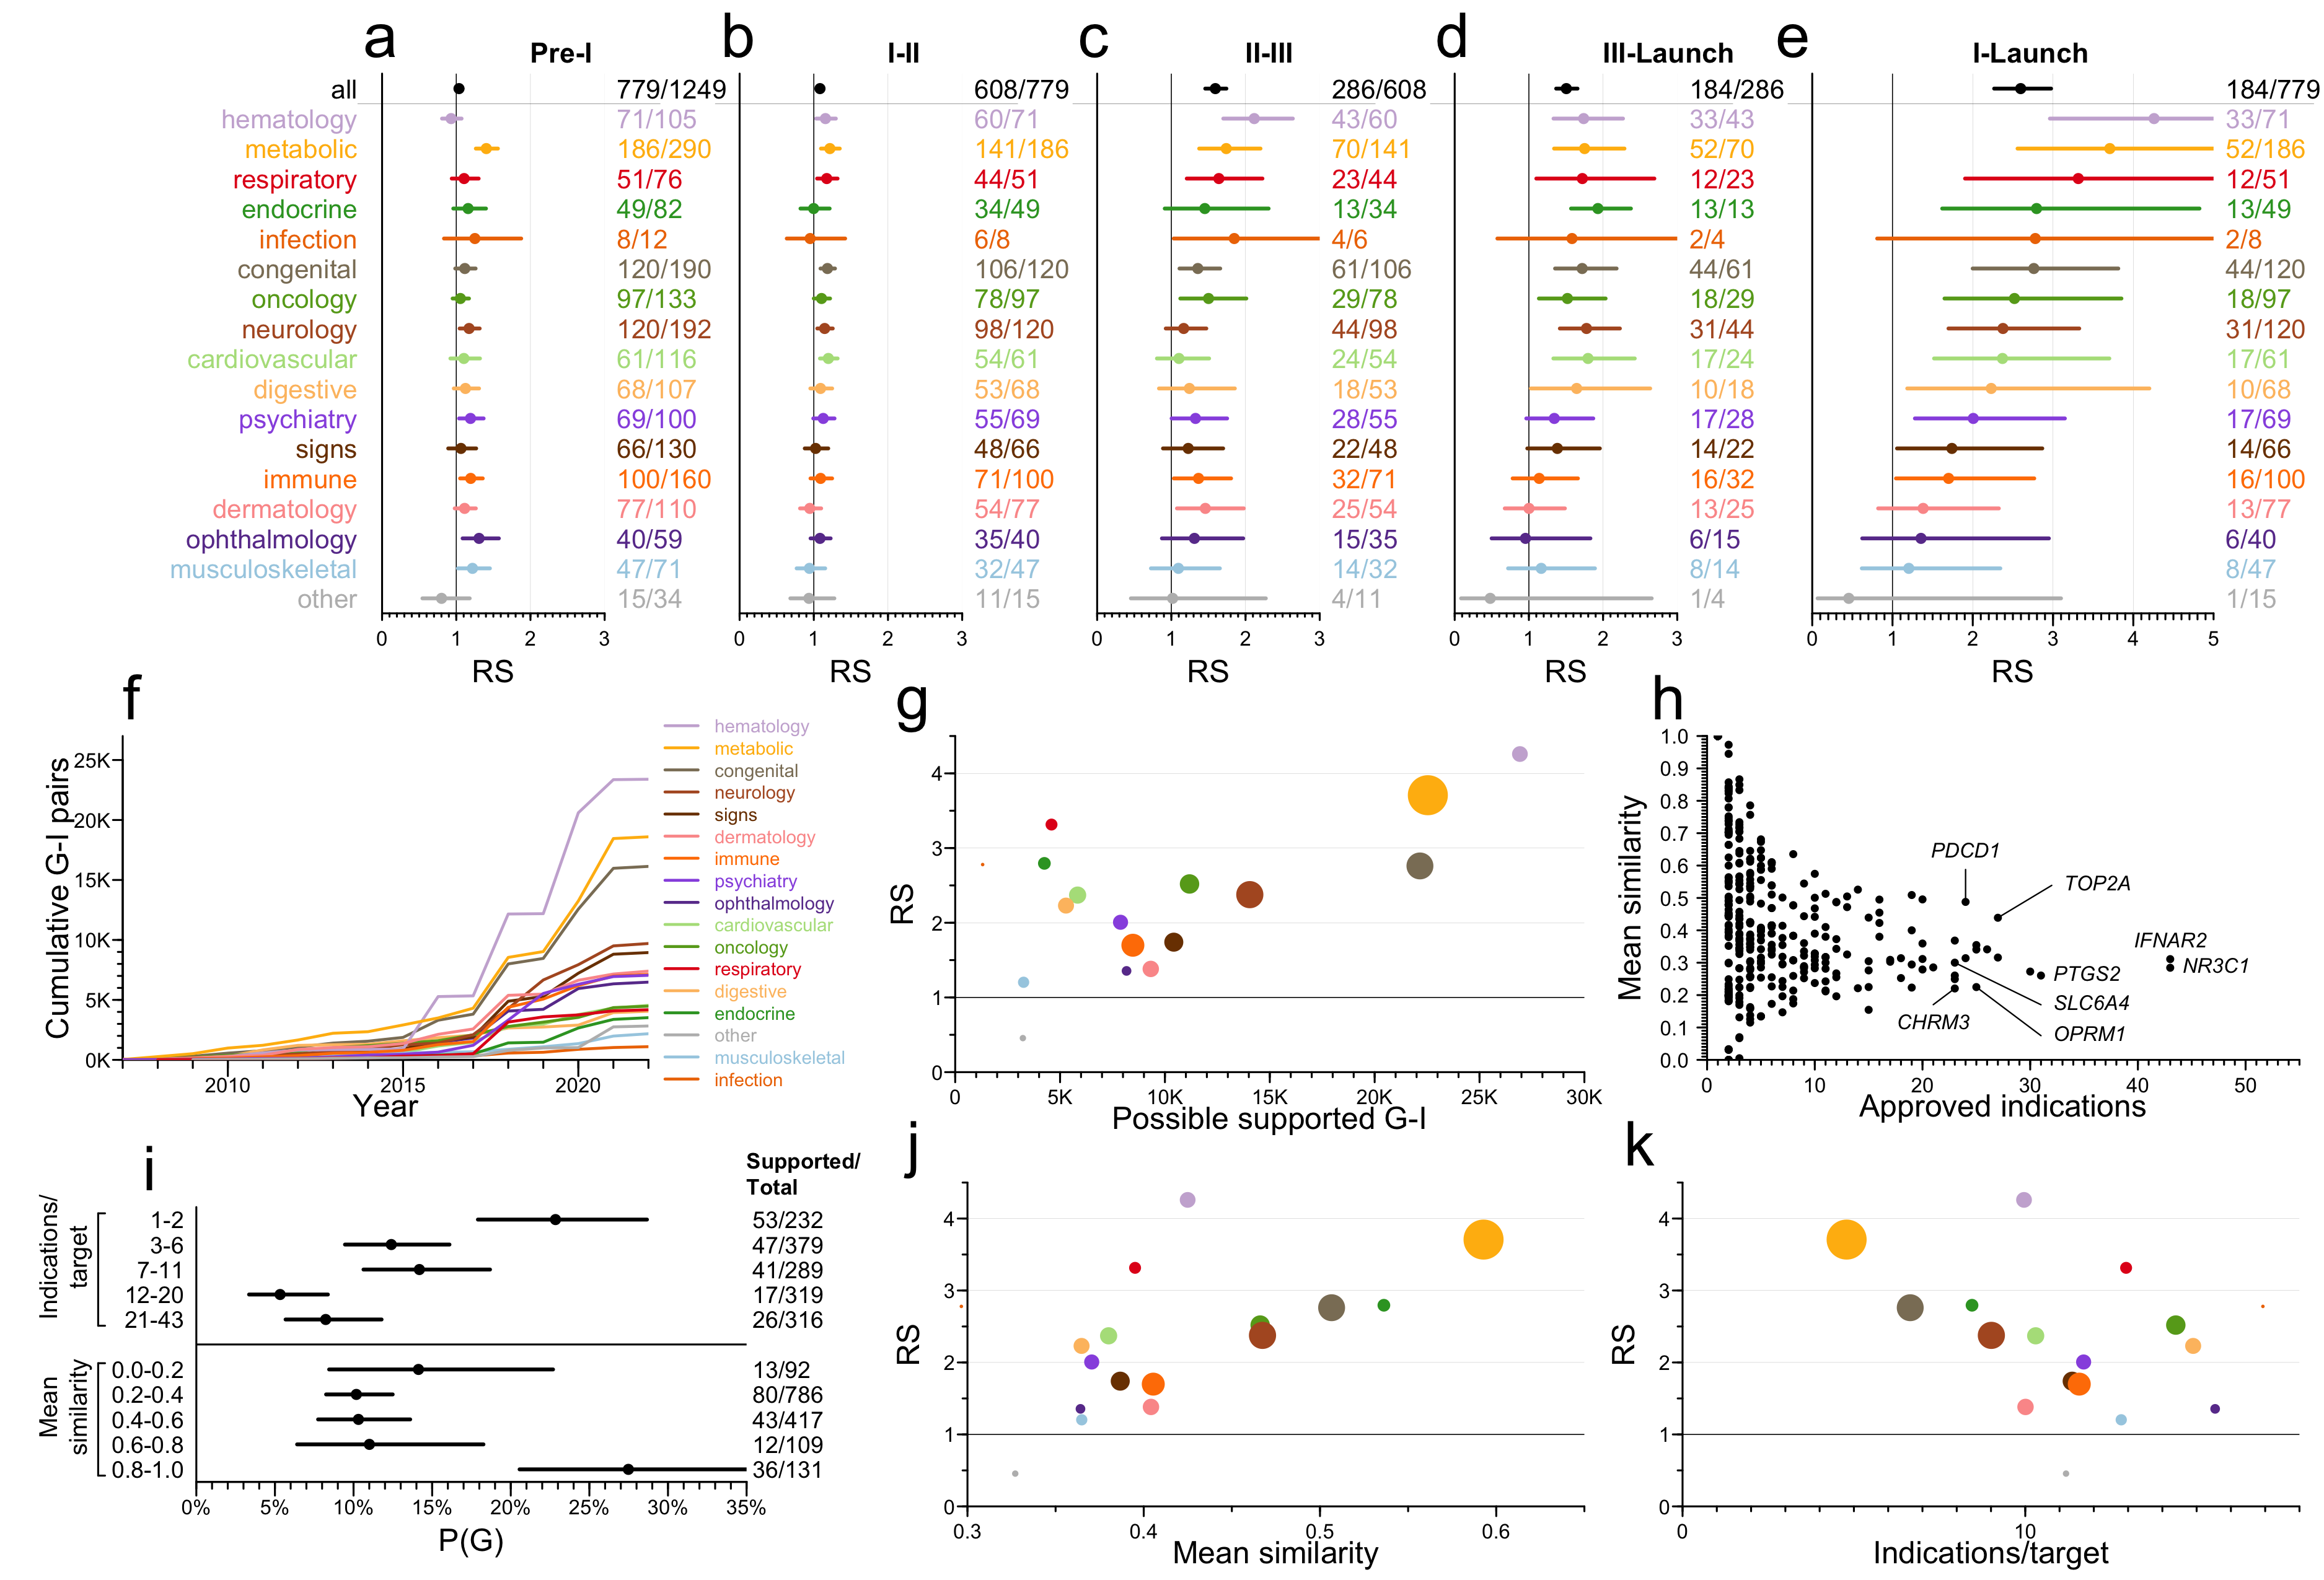 a Pre-I b I-II c II-III d III-Launch e I-Launch
all 779/1249 608/779 286/608 184/286 184/779
hematology 71/105 60/71 43/60 33/43 33/71
metabolic 186/290 141/186 70/141 52/70 52/186
respiratory 51/76 44/51 23/44 12/23 12/51
endocrine 49/82 34/49 13/34 13/13 13/49
infection 8/12 6/8 4/6 2/4 2/8
congenital 120/190 106/120 61/106 44/61 44/120
oncology 97/133 78/97 29/78 18/29 18/97
neurology 120/192 98/120 44/98 31/44 31/120
cardiovascular 61/116 54/61 24/54 17/24 17/61
digestive 68/107 53/68 18/53 10/18 10/68
psychiatry 69/100 55/69 28/55 17/28 17/69
signs 66/130 48/66 22/48 14/22 14/66
immune 100/160 71/100 32/71 16/32 16/100
dermatology 77/110 54/77 25/54 13/25 13/77
ophthalmology 40/59 35/40 15/35 6/15 6/40
musculoskeletal 47/71 32/47 14/32 8/14 8/47
other 15/34 11/15 4/11 1/4 1/15
0 1 2 3 0 1 2 3 0 1 2 3 0 1 2 3 0 1 2 3 4 5
RS RS RS RS RS
f
Cumulative G-I pairs
25K
20K
15K
10K
5K
0K
2010 2015 2020
Year
hematology
metabolic
congenital
neurology
signs
dermatology
immune
psychiatry
ophthalmology
cardiovascular
oncology
respiratory
digestive
endocrine
other
musculoskeletal
infection
g
RS
4
3
2
1
0
0 5K 10K 15K 20K 25K 30K
Possible supported G-I
h
Mean similarity
1.0
0.9
0.8
0.7
0.6
0.5
0.4
0.3
0.2
0.1
0.0
PDCD1
TOP2A
IFNAR2
NR3C1
PTGS2
SLC6A4
CHRM3
OPRM1
0 10 20 30 40 50
Approved indications
i
Supported/
Total
Indications/
target
1-2 53/232
3-6 47/379
7-11 41/289
12-20 17/319
21-43 26/316
Mean
similarity
0.0-0.2 13/92
0.2-0.4 80/786
0.4-0.6 43/417
0.6-0.8 12/109
0.8-1.0 36/131
0% 5% 10% 15% 20% 25% 30% 35%
P(G)
j
RS
4
3
2
1
0
0.3 0.4 0.5 0.6
Mean similarity
k
RS
4
3
2
1
0
0 10
Indications/target